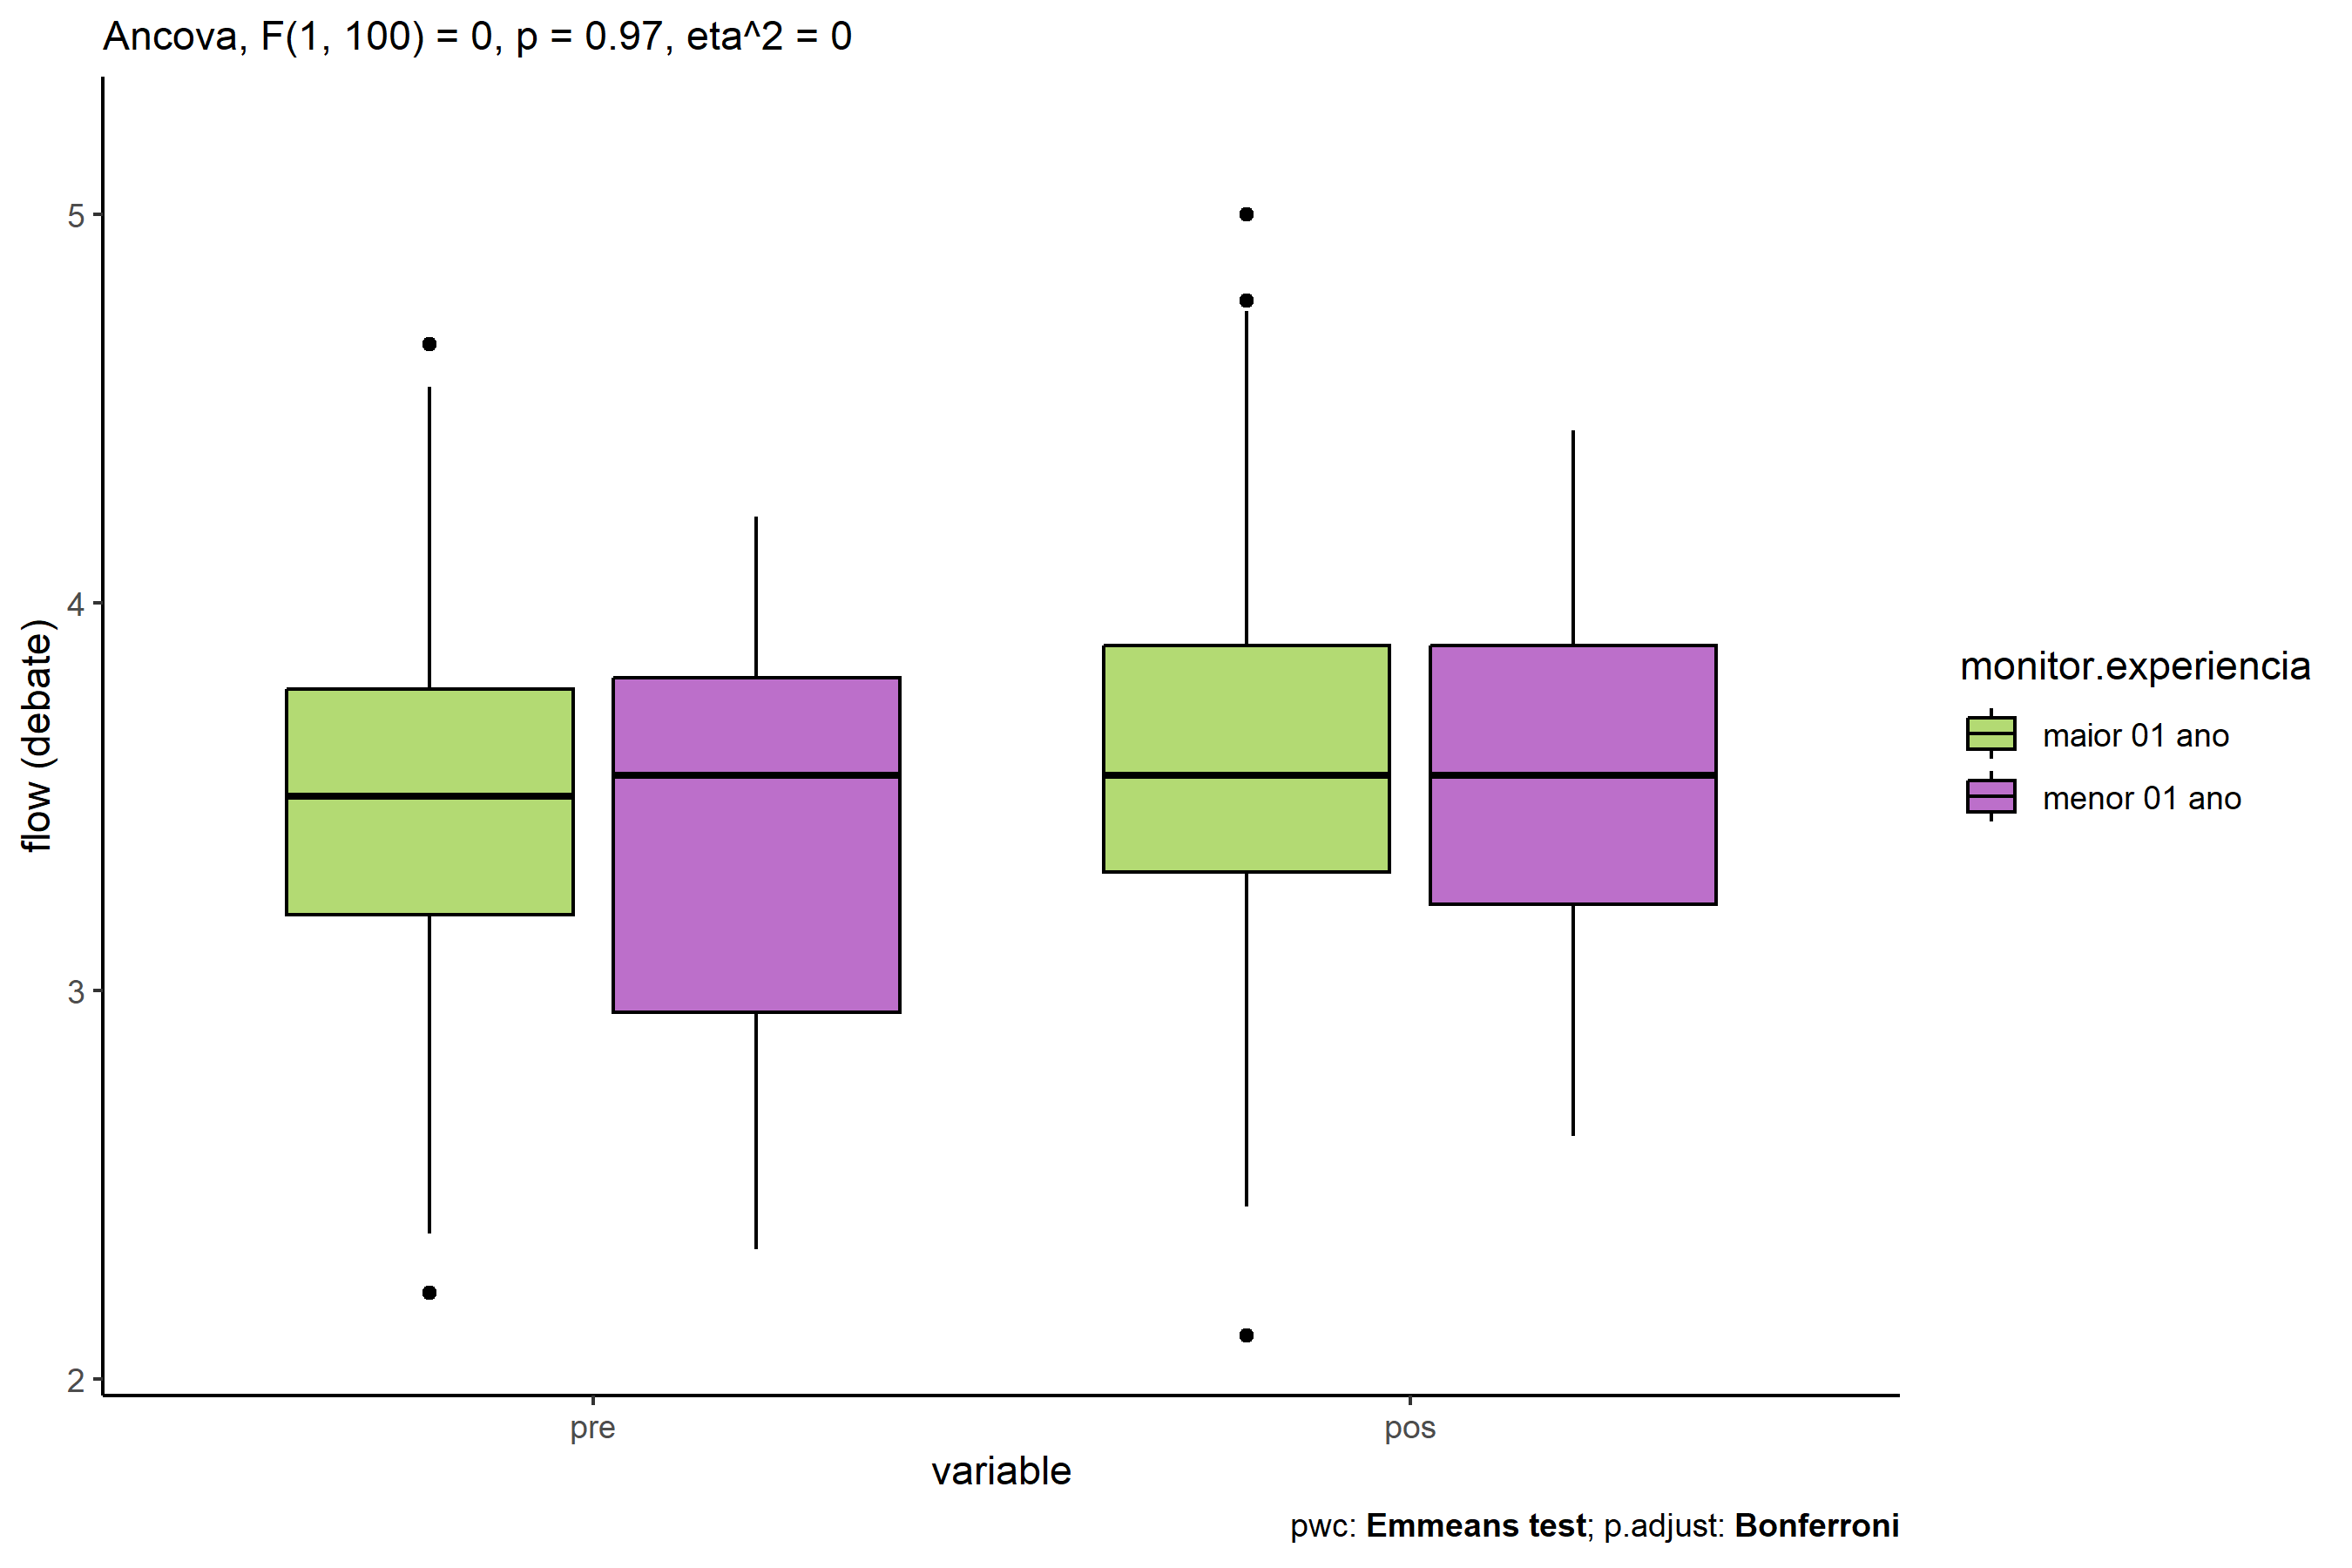 Ancova, F(1, 100) = 0, p = 0.97, eta^2 = 0
flow (debate)
5
4
3
2
pre
pos
variable
monitor.experiencia
maior 01 ano
menor 01 ano
pwc: Emmeans test; p.adjust: Bonferroni